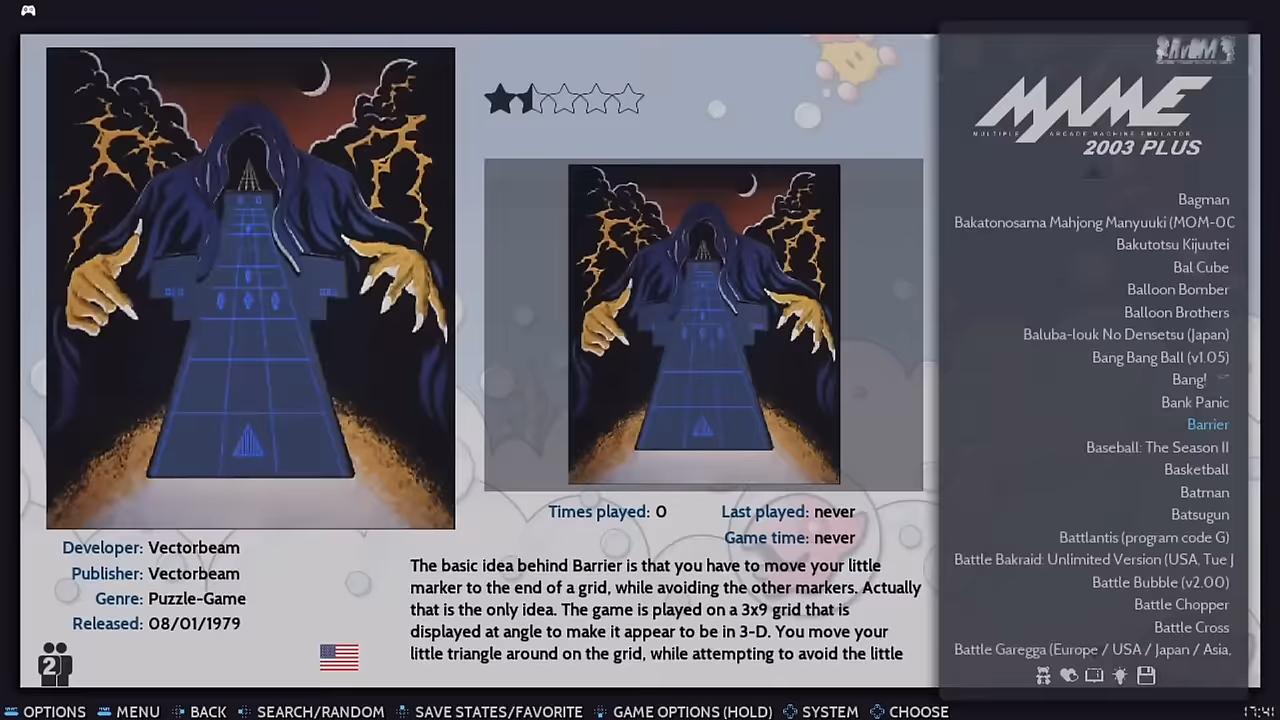 MAME
MULTIPLE ARCADE MACHINE EMULATOR
2003 PLUS
Bagman
Bakatonosama Mahjong Manyuuki (MOM-0C
Bakutotsu Kijuutei
Bal Cube
Balloon Bomber
Balloon Brothers
Baluba-louk No Densetsu (Japan)
Bang Bang Ball (v1.05)
Bang!
Bank Panic
Barrier
Baseball: The Season II
Basketball
Batman
Batsugun
Battlantis (program code G)
Battle Bakraid: Unlimited Version (USA, Tue J
Battle Bubble (v2.00)
Battle Chopper
Battle Cross
Battle Garegga (Europe / USA / Japan / Asia,
Times played: 0
Last played: never
Game time: never
Developer: Vectorbeam
Publisher: Vectorbeam
Genre: Puzzle-Game
Released: 08/01/1979
2
The basic idea behind Barrier is that you have to move your little
marker to the end of a grid, while avoiding the other markers. Actually
that is the only idea. The game is played on a 3x9 grid that is
displayed at angle to make it appear to be in 3-D. You move your
little triangle around on the grid, while attempting to avoid the little
OPTIONS MENU BACK SEARCH/RANDOM SAVE STATES/FAVORITE GAME OPTIONS (HOLD) SYSTEM CHOOSE 17:41